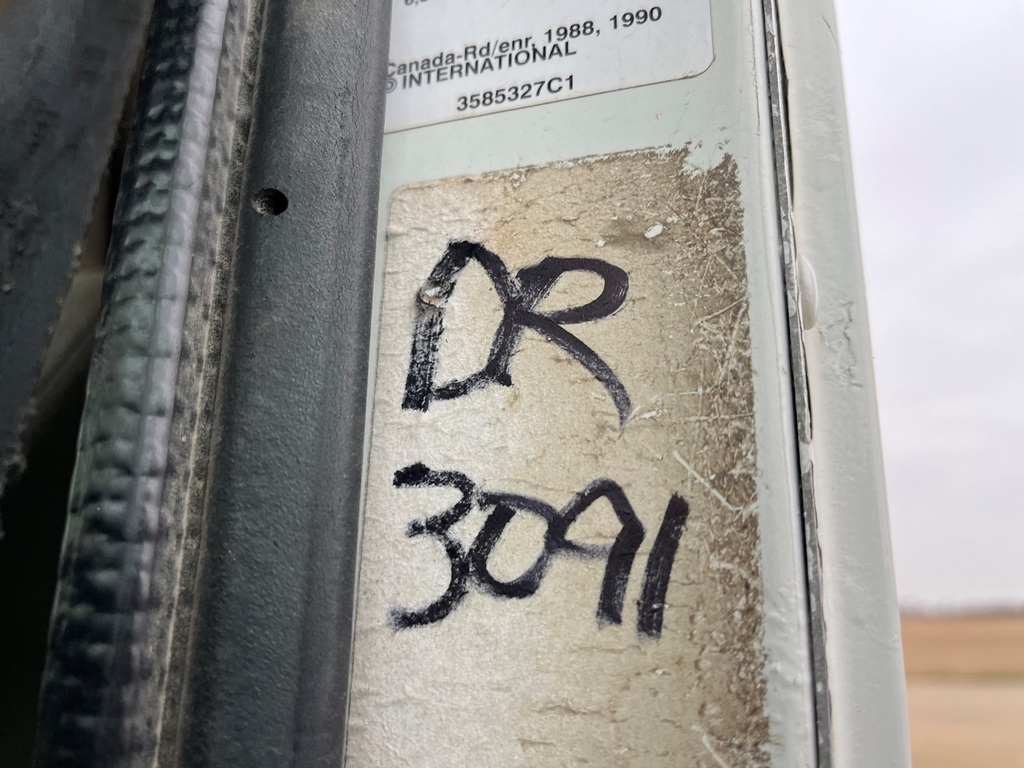 Canada-Rd/enr. 1988, 1990
© INTERNATIONAL
3585327C1
DR
3091